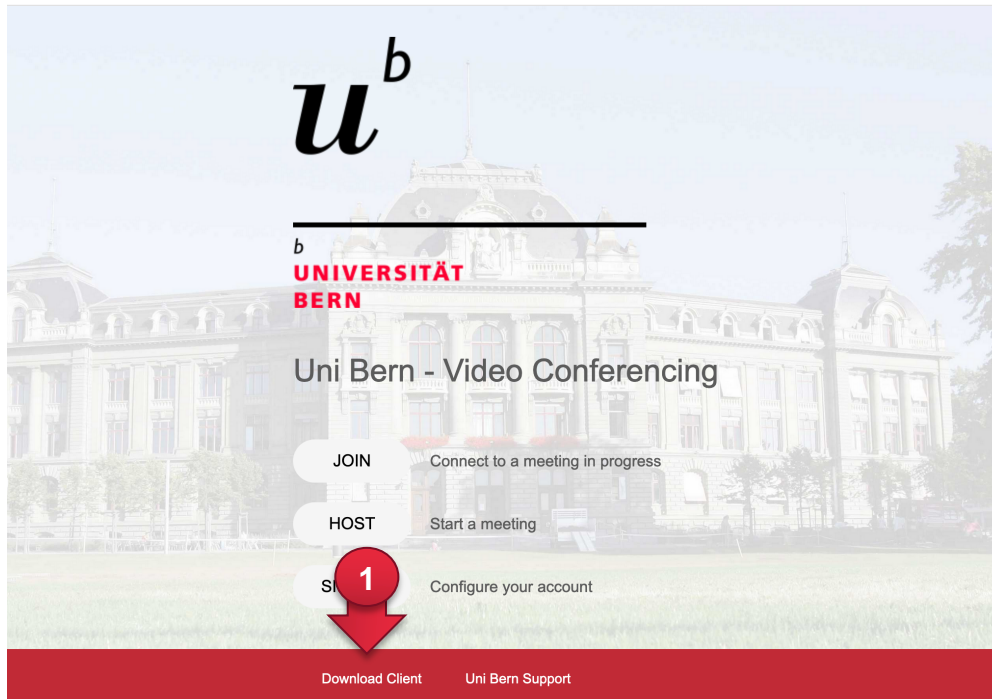 u b
b
UNIVERSITÄT
BERN
Uni Bern - Video Conferencing
JOIN Connect to a meeting in progress
HOST Start a meeting
Configure your account
1
Download Client Uni Bern Support